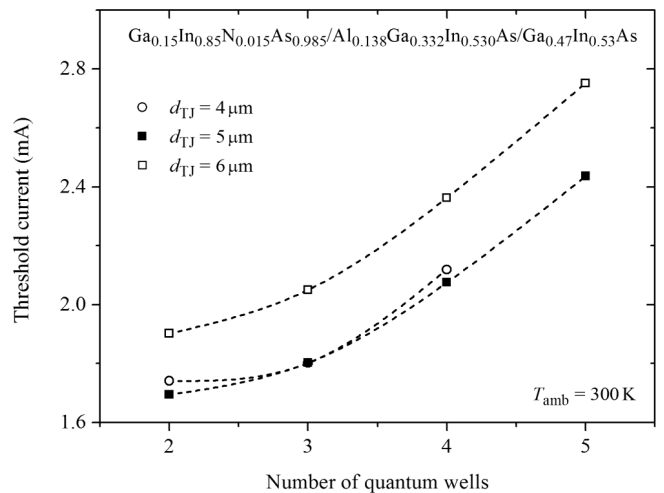 Ga0.15In0.85N0.015As0.985/Al0.138Ga0.332In0.530As/Ga0.47In0.53As
2.8
2.4
2.0
1.6
Threshold current (mA)
dTJ = 4 μm
dTJ = 5 μm
dTJ = 6 μm
Tamb = 300 K
2 3 4 5
Number of quantum wells